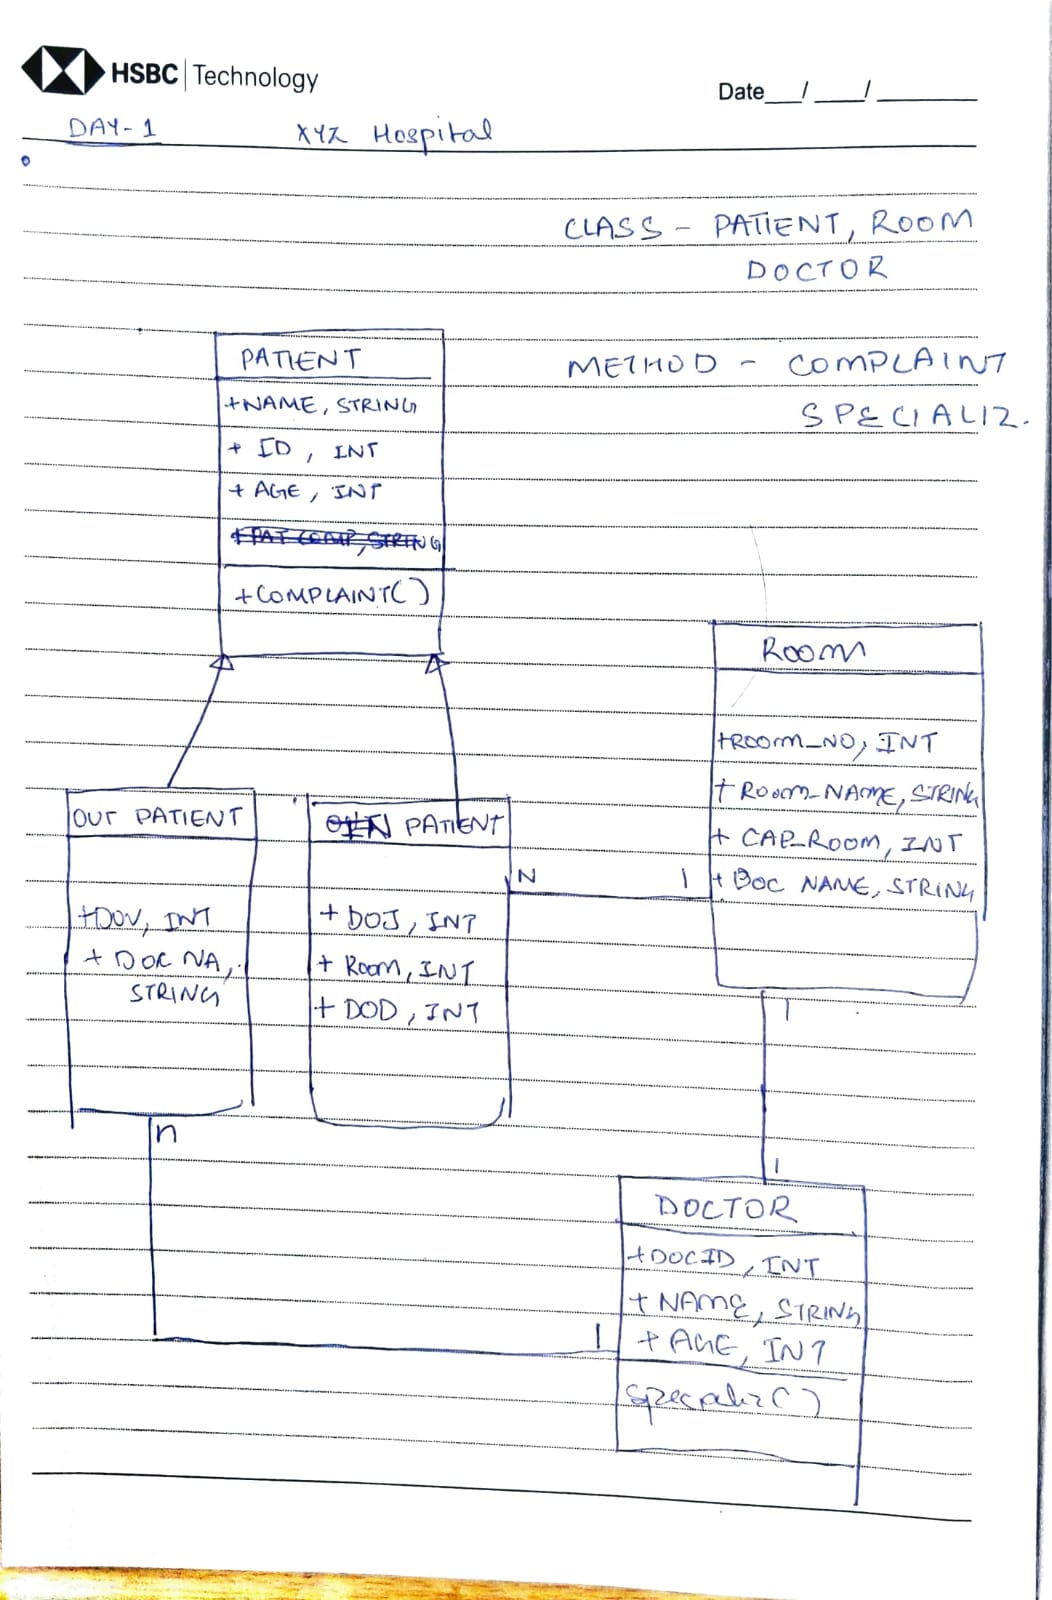 HSBC | Technology
Date__/___/______
DAY-1 XYZ Hospital
CLASS - PATIENT, ROOM
DOCTOR
METHOD - COMPLAINT
SPECIALIZ.
PATIENT
+NAME, STRING
+ ID, INT
+ AGE, INT
+PAT COMP, STRING
+COMPLAINT()
ROOM
+ROOM_NO, INT
+ ROOM_NAME, STRING
+ CAP_ROOM, INT
+ DOC NAME, STRING
OUT PATIENT
+DOV, INT
+ DOC NA,
STRING
IN PATIENT
+ DOJ, INT
+ ROOM, INT
+ DOD, INT
N 1
1
1
n
1
DOCTOR
+DOCID, INT
+ NAME, STRING
+ AGE, INT
Specializ()